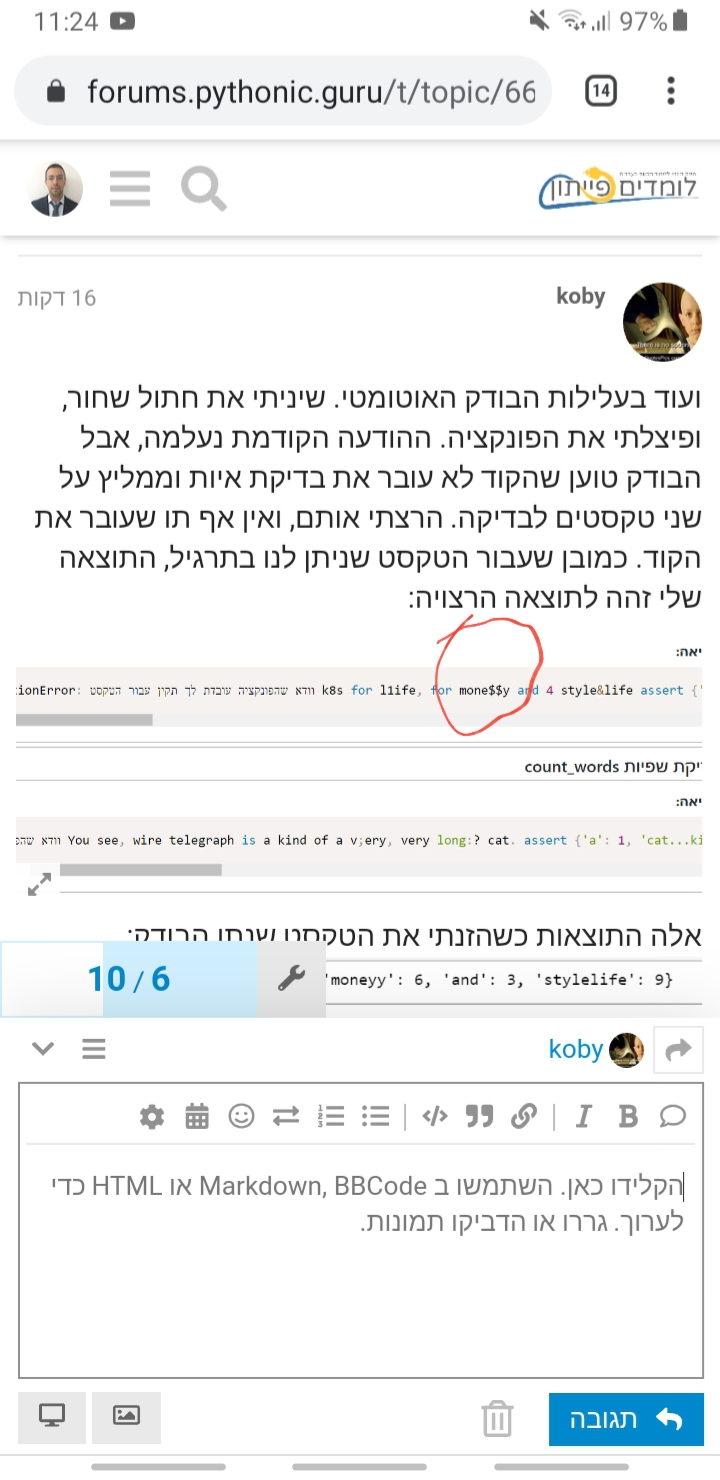 11:24
97%
forums.pythonic.guru/t/topic/66
14
לומדים פייתון
koby
16 דקות
ועוד בעלילות הבודק האוטומטי. שיניתי את חתול שחור,
ופיצלתי את הפונקציה. ההודעה הקודמת נעלמה, אבל
הבודק טוען שהקוד לא עובר את בדיקת איות וממליץ על
שני טקסטים לבדיקה. הרצתי אותם, ואין אף תו שעובר את
הקוד. כמובן שעבור הטקסט שניתן לנו בתרגיל, התוצאה
שלי זהה לתוצאה הרצויה:
יאה:
ionError: וודא שהפונקציה עובדת לך תקין עבור הטקסט k8s for l1ife, for mone$$y and 4 style&life assert {'
יקת שפיות count_words
יאה:
וודא שהפ You see, wire telegraph is a kind of a v;ery, very long:? cat. assert {'a': 1, 'cat...ki
אלה התוצאות כשהזנתי את הטקסט שנתן הבודק:
10 / 6
'moneyy': 6, 'and': 3, 'stylelife': 9}
koby
הקלידו כאן. השתמשו ב Markdown, BBCode או HTML כדי
לערוך. גררו או הדביקו תמונות.
תגובה